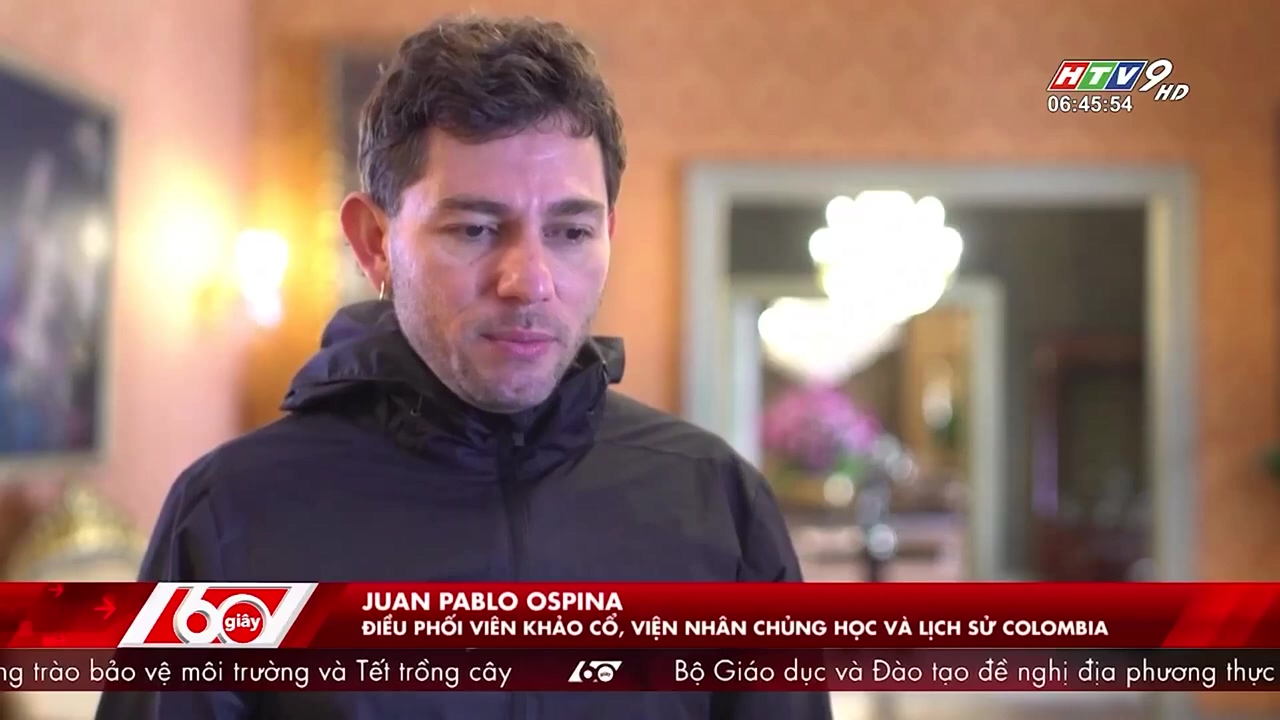 HTV9 HD
06:45:54
60 giây
JUAN PABLO OSPINA
ĐIỀU PHỐI VIÊN KHẢO CỔ, VIỆN NHÂN CHỦNG HỌC VÀ LỊCH SỬ COLOMBIA
ng trào bảo vệ môi trường và Tết trồng cây 60 giây Bộ Giáo dục và Đào tạo đề nghị địa phương thực